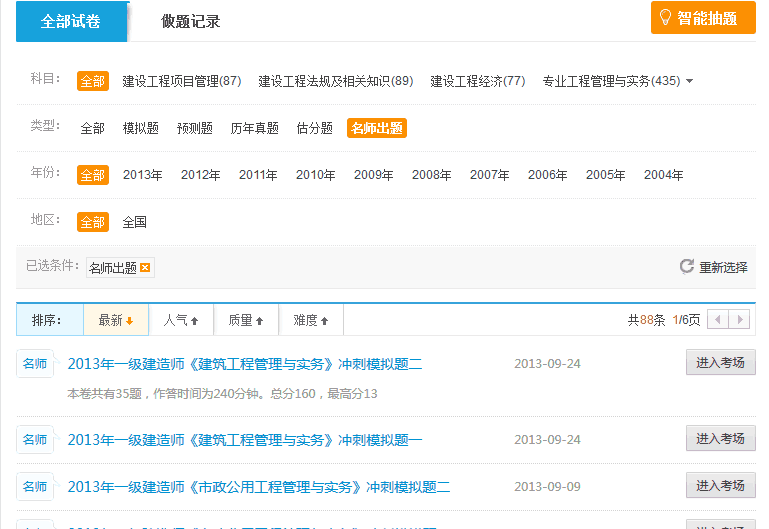 全部试卷 做题记录 智能抽题
科目： 全部 建设工程项目管理(87) 建设工程法规及相关知识(89) 建设工程经济(77) 专业工程管理与实务(435)
类型： 全部 模拟题 预测题 历年真题 估分题 名师出题
年份： 全部 2013年 2012年 2011年 2010年 2009年 2008年 2007年 2006年 2005年 2004年
地区： 全部 全国
已选条件： 名师出题 重新选择
排序： 最新 人气 质量 难度 共88条 1/6页
名师 2013年一级建造师《建筑工程管理与实务》冲刺模拟题二 2013-09-24 进入考场
本卷共有35题，作答时间为240分钟。总分160，最高分13
名师 2013年一级建造师《建筑工程管理与实务》冲刺模拟题一 2013-09-24 进入考场
名师 2013年一级建造师《市政公用工程管理与实务》冲刺模拟题二 2013-09-09 进入考场